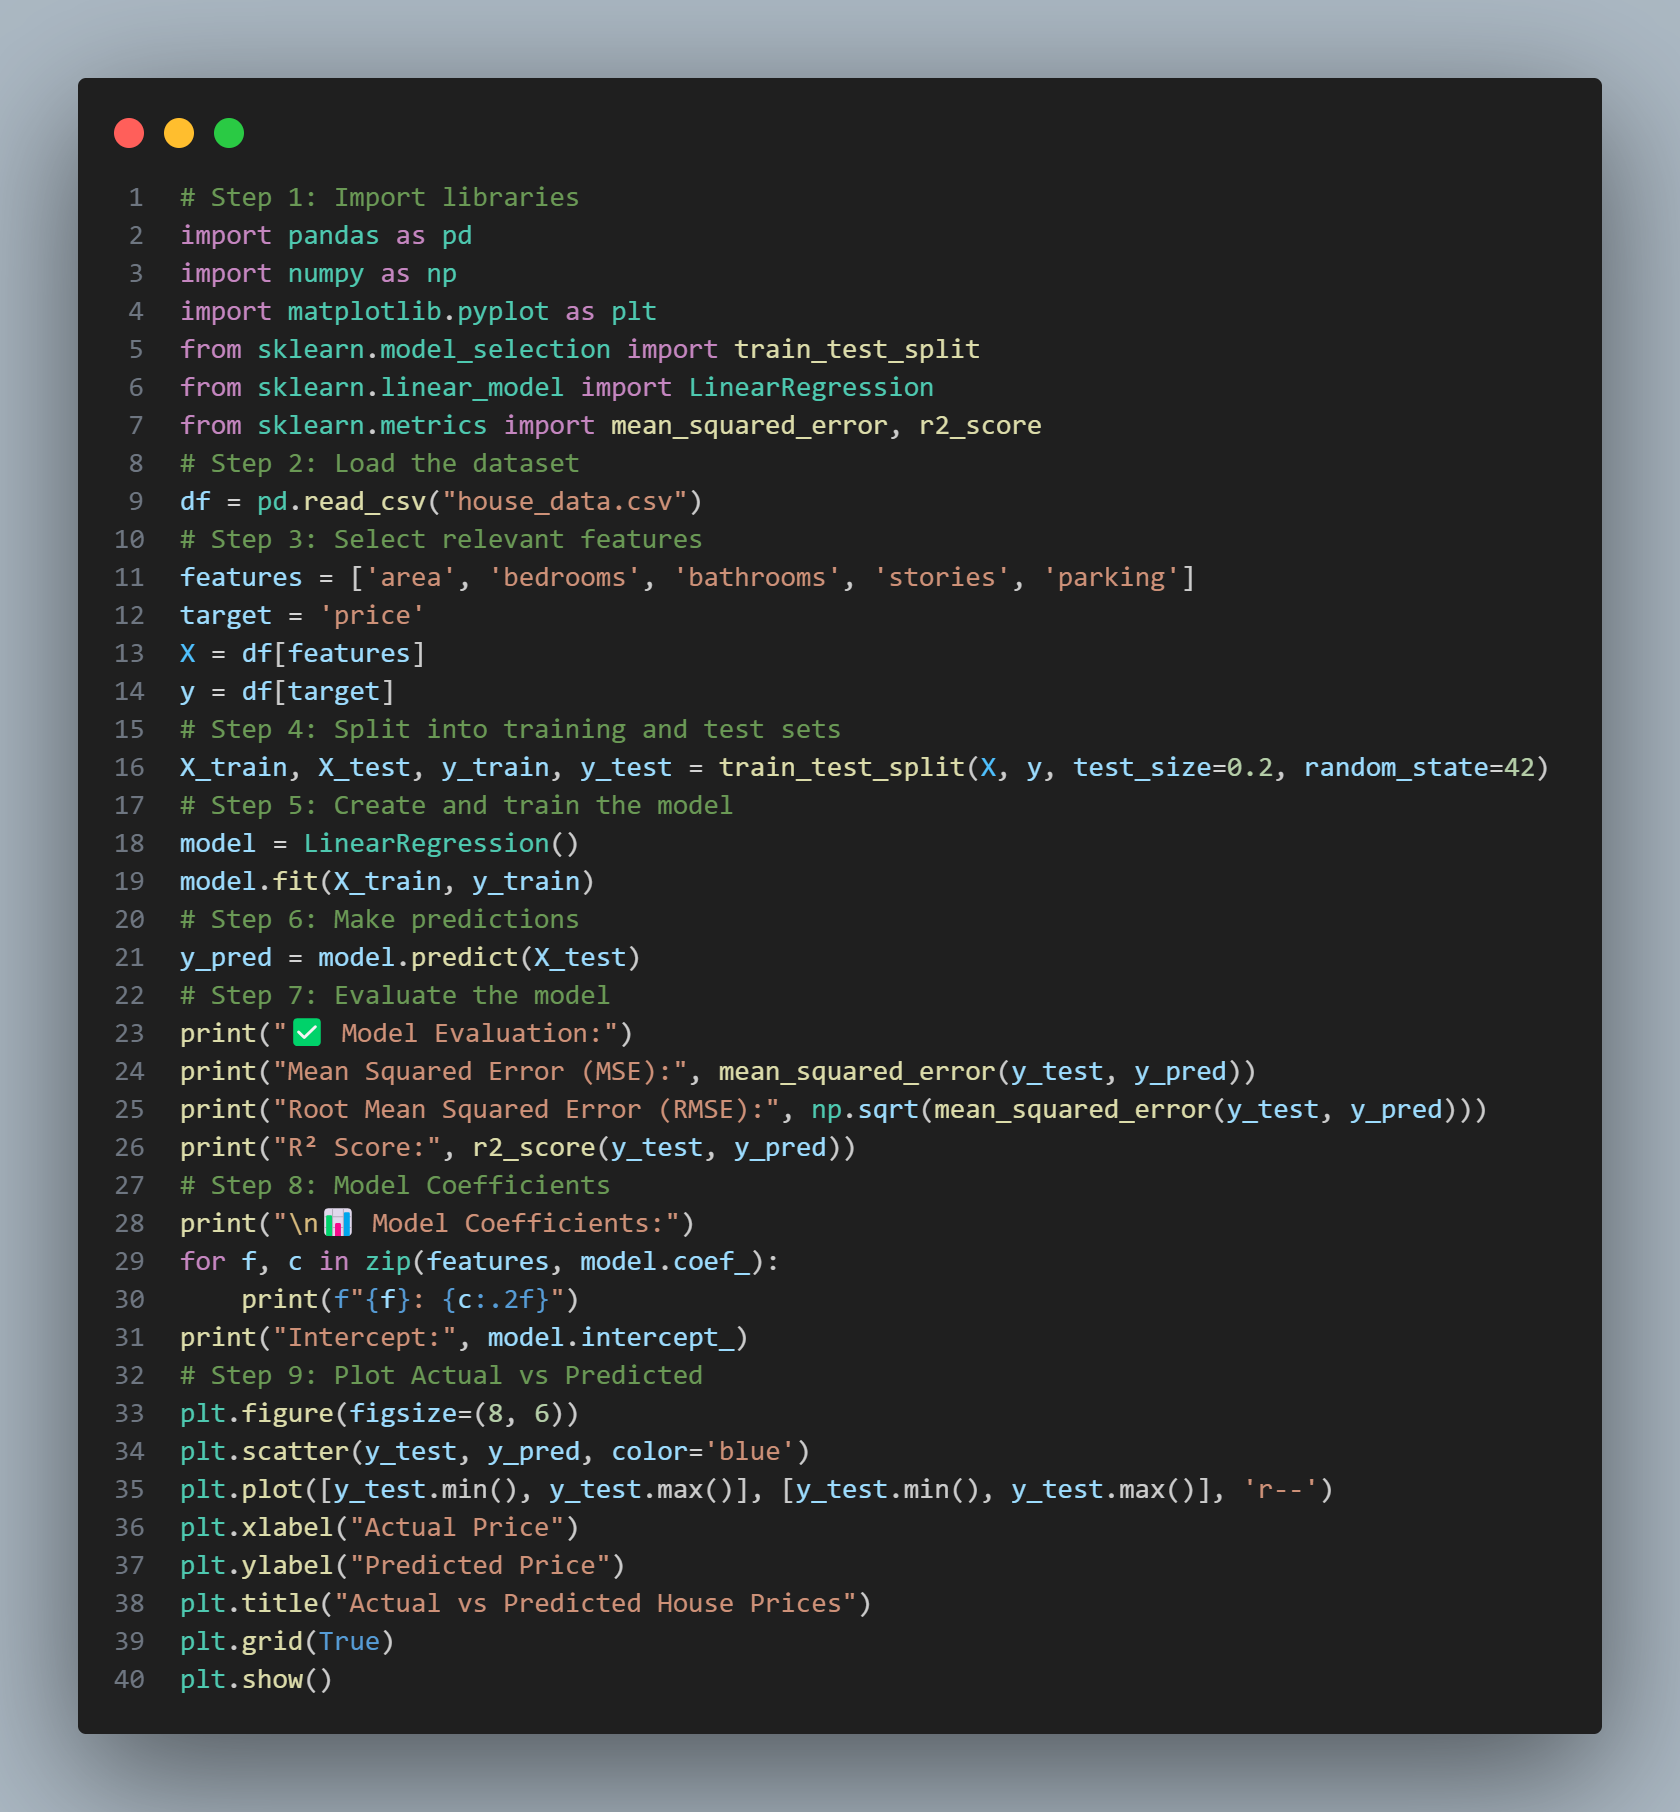 1 # Step 1: Import libraries
2 import pandas as pd
3 import numpy as np
4 import matplotlib.pyplot as plt
5 from sklearn.model_selection import train_test_split
6 from sklearn.linear_model import LinearRegression
7 from sklearn.metrics import mean_squared_error, r2_score
8 # Step 2: Load the dataset
9 df = pd.read_csv("house_data.csv")
10 # Step 3: Select relevant features
11 features = ['area', 'bedrooms', 'bathrooms', 'stories', 'parking']
12 target = 'price'
13 X = df[features]
14 y = df[target]
15 # Step 4: Split into training and test sets
16 X_train, X_test, y_train, y_test = train_test_split(X, y, test_size=0.2, random_state=42)
17 # Step 5: Create and train the model
18 model = LinearRegression()
19 model.fit(X_train, y_train)
20 # Step 6: Make predictions
21 y_pred = model.predict(X_test)
22 # Step 7: Evaluate the model
23 print("✅ Model Evaluation:")
24 print("Mean Squared Error (MSE):", mean_squared_error(y_test, y_pred))
25 print("Root Mean Squared Error (RMSE):", np.sqrt(mean_squared_error(y_test, y_pred)))
26 print("R² Score:", r2_score(y_test, y_pred))
27 # Step 8: Model Coefficients
28 print("\n📊 Model Coefficients:")
29 for f, c in zip(features, model.coef_):
30     print(f"{f}: {c:.2f}")
31 print("Intercept:", model.intercept_)
32 # Step 9: Plot Actual vs Predicted
33 plt.figure(figsize=(8, 6))
34 plt.scatter(y_test, y_pred, color='blue')
35 plt.plot([y_test.min(), y_test.max()], [y_test.min(), y_test.max()], 'r--')
36 plt.xlabel("Actual Price")
37 plt.ylabel("Predicted Price")
38 plt.title("Actual vs Predicted House Prices")
39 plt.grid(True)
40 plt.show()